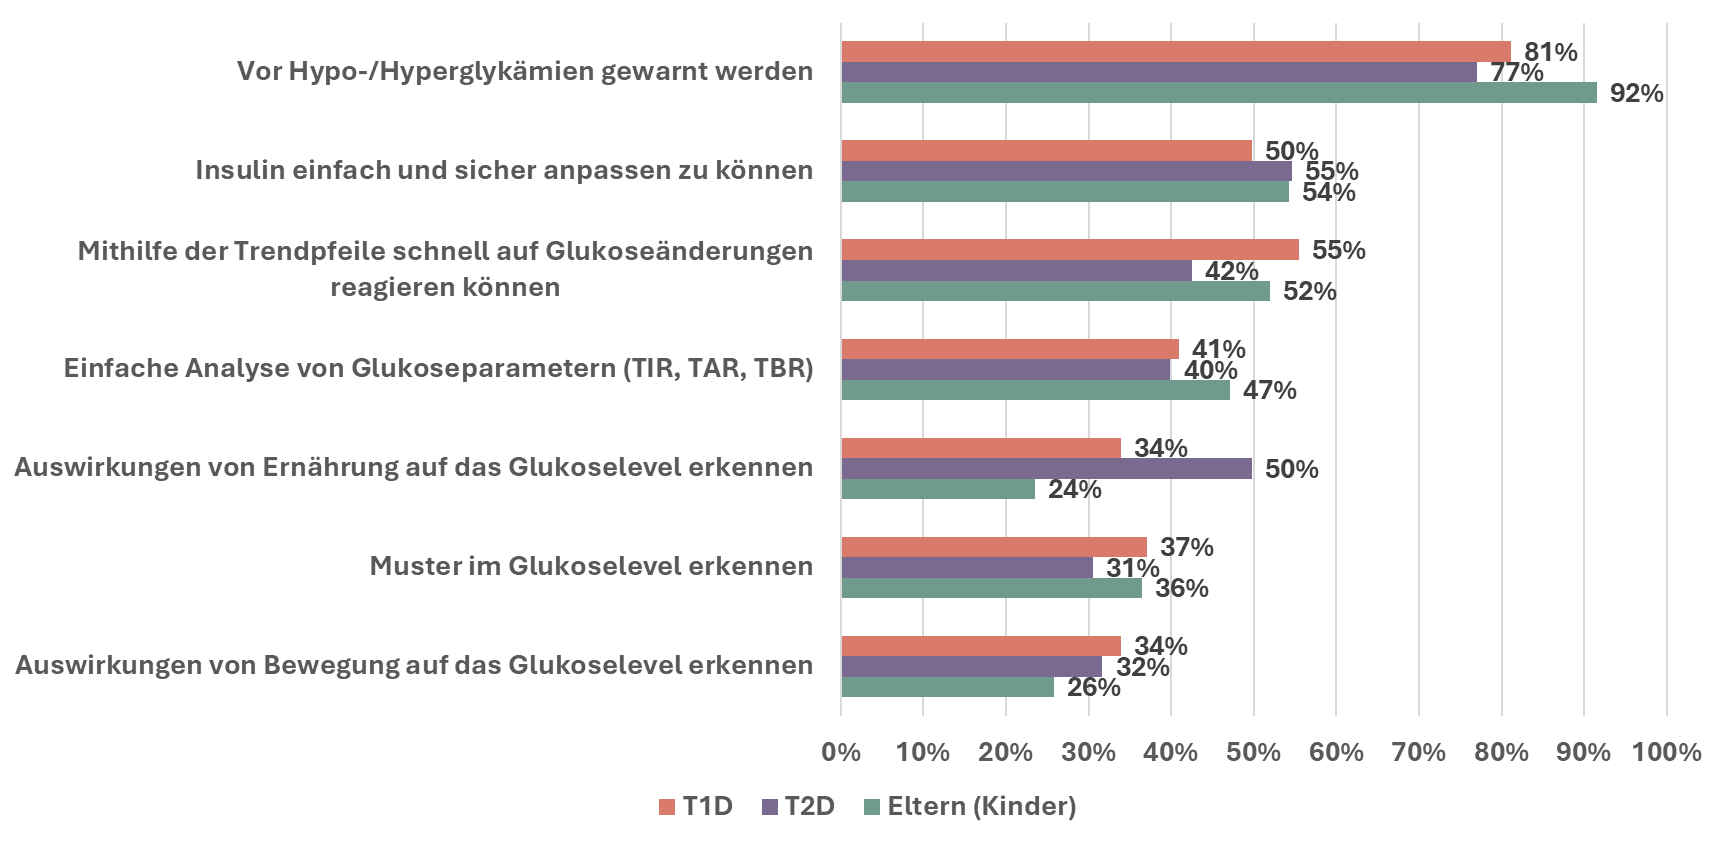 Vor Hypo-/Hyperglykämien gewarnt werden
81%
77%
92%
Insulin einfach und sicher anpassen zu können
50%
55%
54%
Mithilfe der Trendpfeile schnell auf Glukoseänderungen
reagieren können
55%
42%
52%
Einfache Analyse von Glukoseparametern (TIR, TAR, TBR)
41%
40%
47%
Auswirkungen von Ernährung auf das Glukoselevel erkennen
34%
50%
24%
Muster im Glukoselevel erkennen
37%
31%
36%
Auswirkungen von Bewegung auf das Glukoselevel erkennen
34%
32%
26%
0% 10% 20% 30% 40% 50% 60% 70% 80% 90% 100%
T1D T2D Eltern (Kinder)